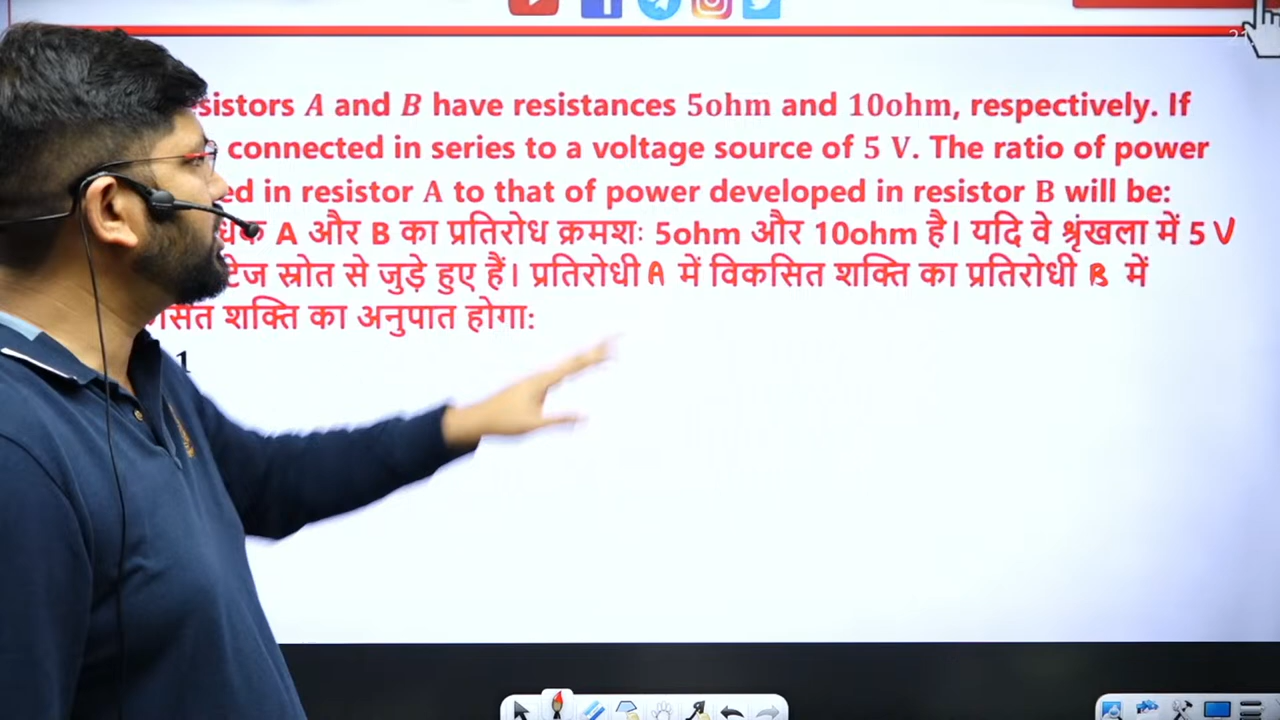 sistors A and B have resistances 5ohm and 10ohm, respectively. If
connected in series to a voltage source of 5 V. The ratio of power
ed in resistor A to that of power developed in resistor B will be:
धक A और B का प्रतिरोध क्रमशः 5ohm और 10ohm है। यदि वे श्रृंखला में 5 V
टेज स्रोत से जुड़े हुए हैं। प्रतिरोधी A में विकसित शक्ति का प्रतिरोधी B में
सित शक्ति का अनुपात होगा:
1